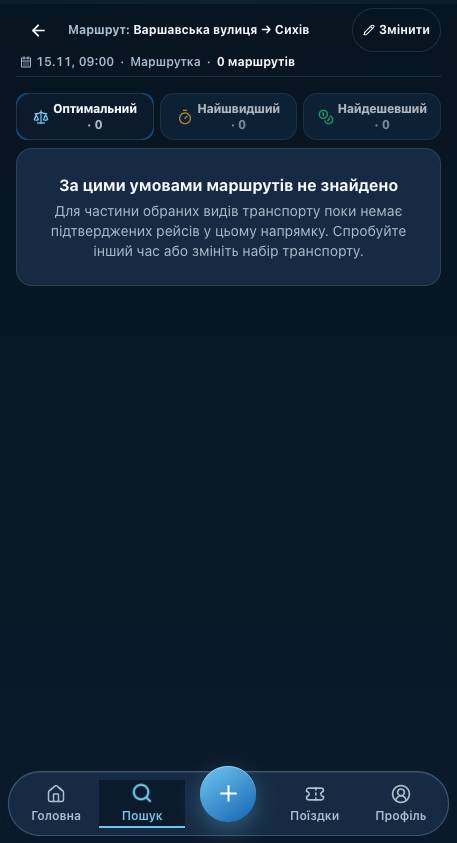 Маршрут: Варшавська вулиця → Сихів
Змінити
15.11, 09:00 · Маршрутка · 0 маршрутів
Оптимальний
· 0
Найшвидший
· 0
Найдешевший
· 0
За цими умовами маршрутів не знайдено
Для частини обраних видів транспорту поки немає
підтверджених рейсів у цьому напрямку. Спробуйте
інший час або змініть набір транспорту.
Головна
Пошук
Поїздки
Профіль